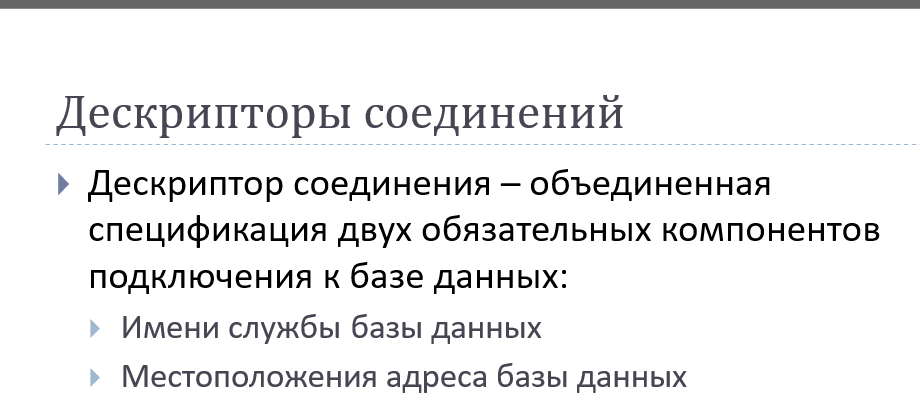 Дескрипторы соединений
Дескриптор соединения – объединенная
спецификация двух обязательных компонентов
подключения к базе данных:
Имени службы базы данных
Местоположения адреса базы данных